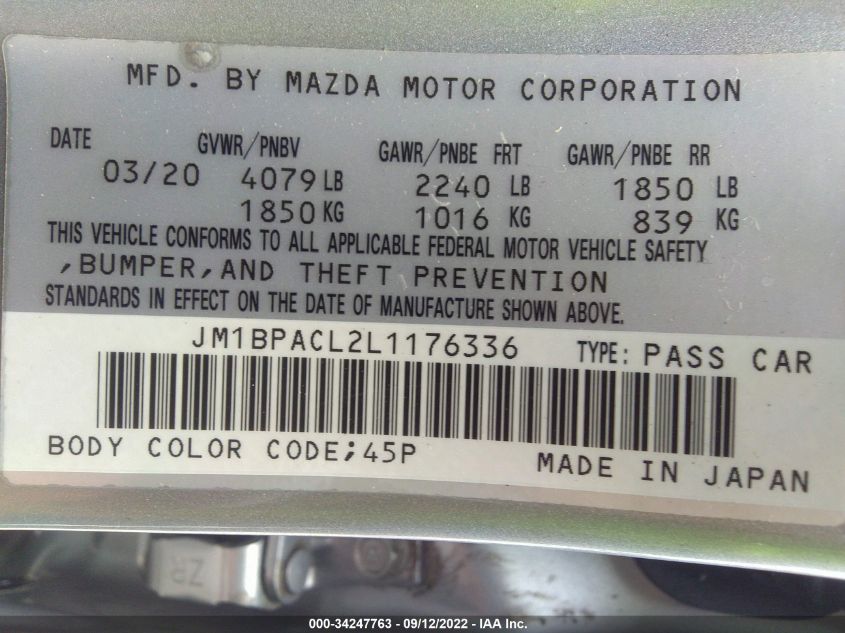 MFD. BY MAZDA MOTOR CORPORATION
DATE GVWR/PNBV GAWR/PNBE FRT GAWR/PNBE RR
03/20 4079 LB 2240 LB 1850 LB
1850 KG 1016 KG 839 KG
THIS VEHICLE CONFORMS TO ALL APPLICABLE FEDERAL MOTOR VEHICLE SAFETY
,BUMPER,AND THEFT PREVENTION
STANDARDS IN EFFECT ON THE DATE OF MANUFACTURE SHOWN ABOVE.
JM1BPACL2L1176336 TYPE: PASS CAR
BODY COLOR CODE;45P MADE IN JAPAN
ZR
000-34247763 - 09/12/2022 - IAA Inc.